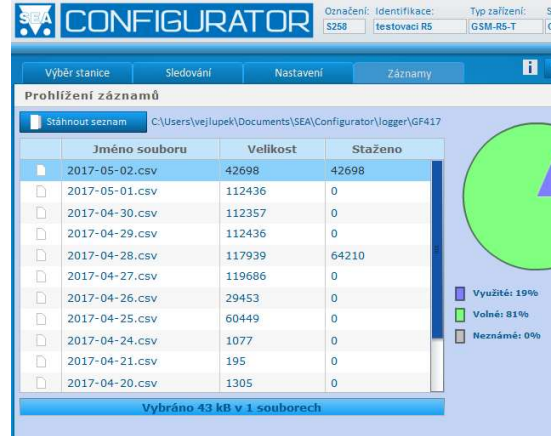 SEA CONFIGURATOR
Označení: Identifikace: Typ zařízení:
S258 testovaci R5 GSM-R5-T
Výběr stanice Sledování Nastavení Záznamy i
Prohlížení záznamů
Stáhnout seznam C:\Users\vejlupek\Documents\SEA\Configurator\logger\GF417
Jméno souboru Velikost Staženo
2017-05-02.csv 42698 42698
2017-05-01.csv 112436 0
2017-04-30.csv 112357 0
2017-04-29.csv 112436 0
2017-04-28.csv 117939 64210
2017-04-27.csv 119686 0
2017-04-26.csv 29453 0
2017-04-25.csv 60449 0
2017-04-24.csv 1077 0
2017-04-21.csv 195 0
2017-04-20.csv 1305 0
Využité: 19%
Volné: 81%
Neznámé: 0%
Vybráno 43 kB v 1 souborech